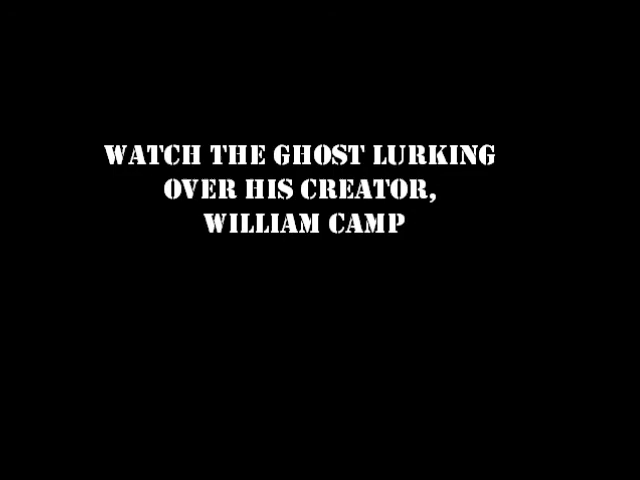 WATCH THE GHOST LURKING
OVER HIS CREATOR,
WILLIAM CAMP